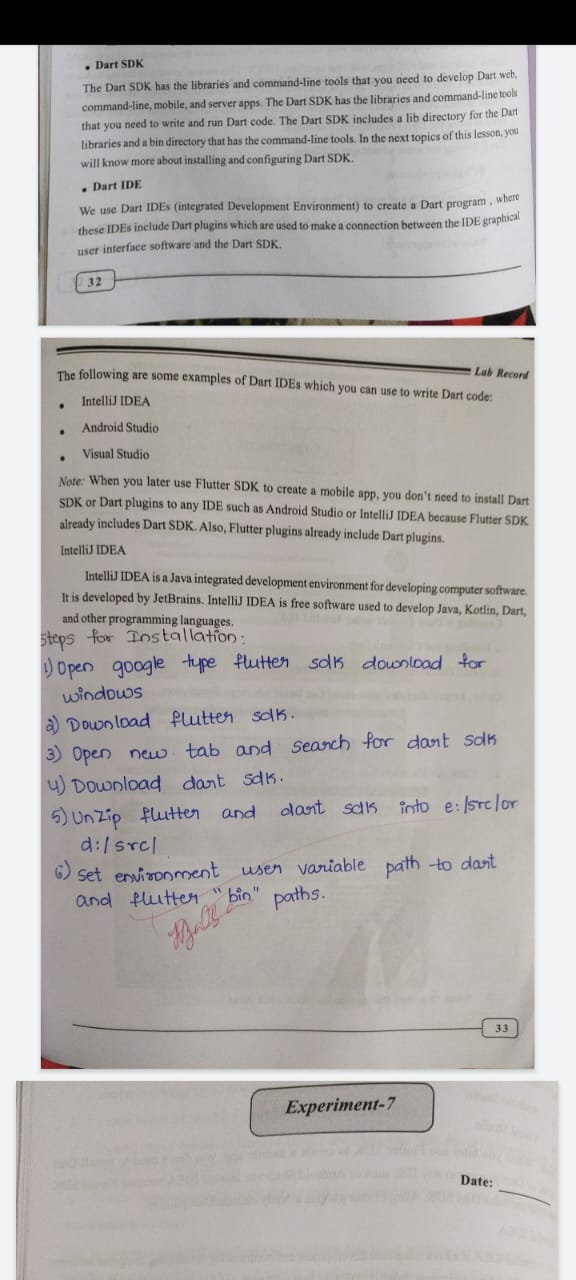 • Dart SDK
The Dart SDK has the libraries and command-line tools that you need to develop Dart web,
command-line, mobile, and server apps. The Dart SDK has the libraries and command-line tools
that you need to write and run Dart code. The Dart SDK includes a lib directory for the Dart
libraries and a bin directory that has the command-line tools. In the next topics of this lesson, you
will know more about installing and configuring Dart SDK.
• Dart IDE
We use Dart IDEs (integrated Development Environment) to create a Dart program , where
these IDEs include Dart plugins which are used to make a connection between the IDE graphical
user interface software and the Dart SDK.
32
Lab Record
The following are some examples of Dart IDEs which you can use to write Dart code:
• IntelliJ IDEA
• Android Studio
• Visual Studio
Note: When you later use Flutter SDK to create a mobile app, you don't need to install Dart
SDK or Dart plugins to any IDE such as Android Studio or IntelliJ IDEA because Flutter SDK
already includes Dart SDK. Also, Flutter plugins already include Dart plugins.
IntelliJ IDEA
IntelliJ IDEA is a Java integrated development environment for developing computer software.
It is developed by JetBrains. IntelliJ IDEA is free software used to develop Java, Kotlin, Dart,
and other programming languages.
Steps for Installation:
1) Open google type flutter sdk download for
windows
2) Download flutter sdk.
3) Open new tab and search for dart sdk
4) Download dart sdk.
5) Unzip flutter and dart sdk into e:/src/or
d:/src/
6) set environment user variable path to dart
and flutter "bin" paths.
33
Experiment-7
Date: